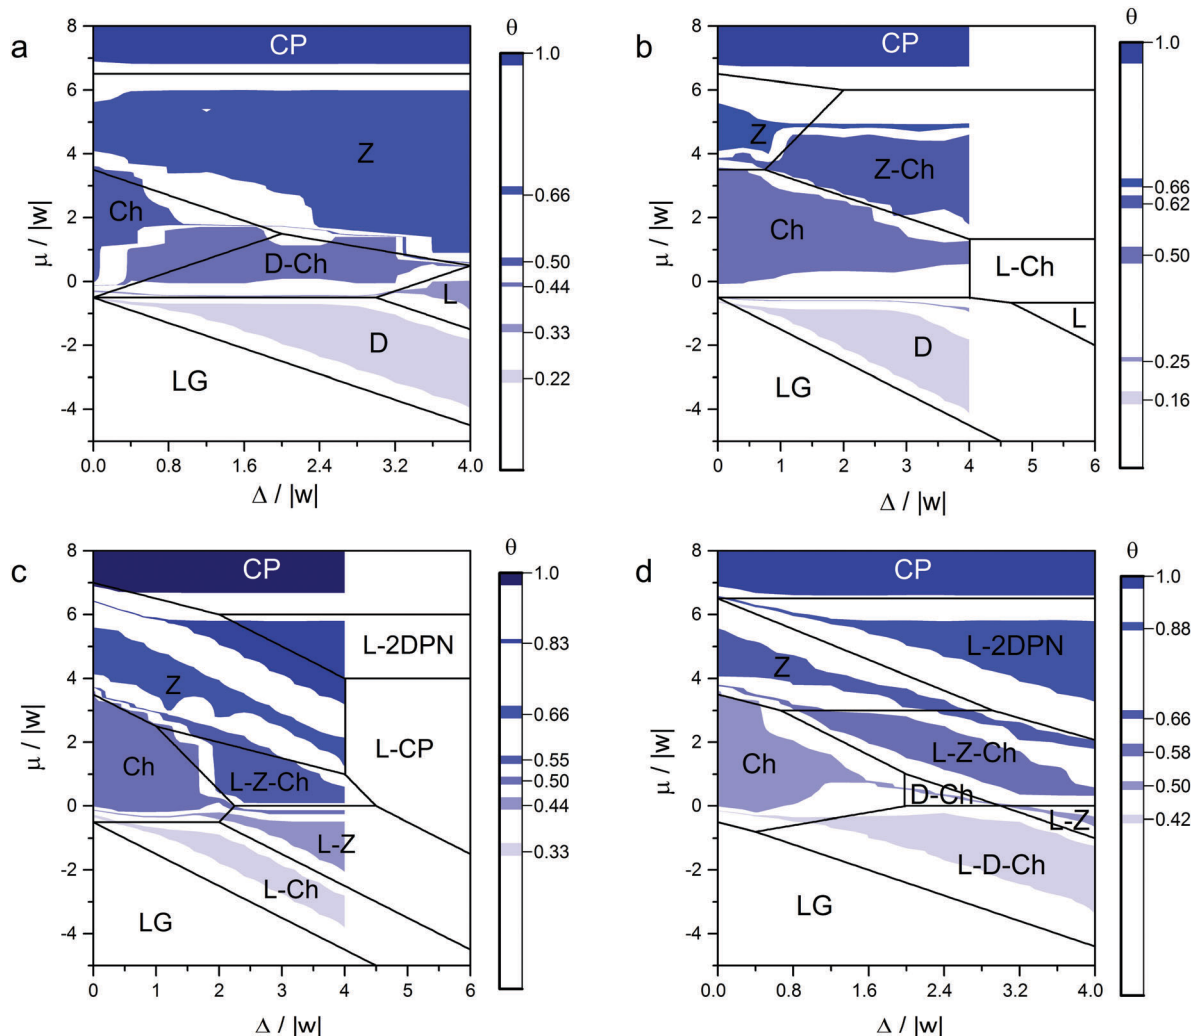 a
θ
8
CP
1.0
6
Z
4
0.66
Ch
2
0.50
D-Ch
0.44
0
L
0.33
-2
D
0.22
LG
-4
0.0 0.8 1.6 2.4 3.2 4.0
Δ / |w|
μ / |w|
b
θ
8
CP
1.0
6
Z
4
Z-Ch
0.66
0.62
2
Ch
0.50
L-Ch
0
L
-2
D
0.25
LG
0.16
-4
0 1 2 3 4 5 6
Δ / |w|
μ / |w|
c
θ
8
CP
1.0
6
L-2DPN
0.83
4
Z
0.66
L-CP
2
0.55
Ch
L-Z-Ch
0.50
0
0.44
L-Z
-2
0.33
L-Ch
LG
-4
0 1 2 3 4 5 6
Δ / |w|
μ / |w|
d
θ
8
CP
1.0
6
L-2DPN
0.88
Z
4
0.66
2
L-Z-Ch
0.58
Ch
0.50
D-Ch
0
L-Z
0.42
L-D-Ch
-2
LG
-4
0.0 0.8 1.6 2.4 3.2 4.0
Δ / |w|
μ / |w|